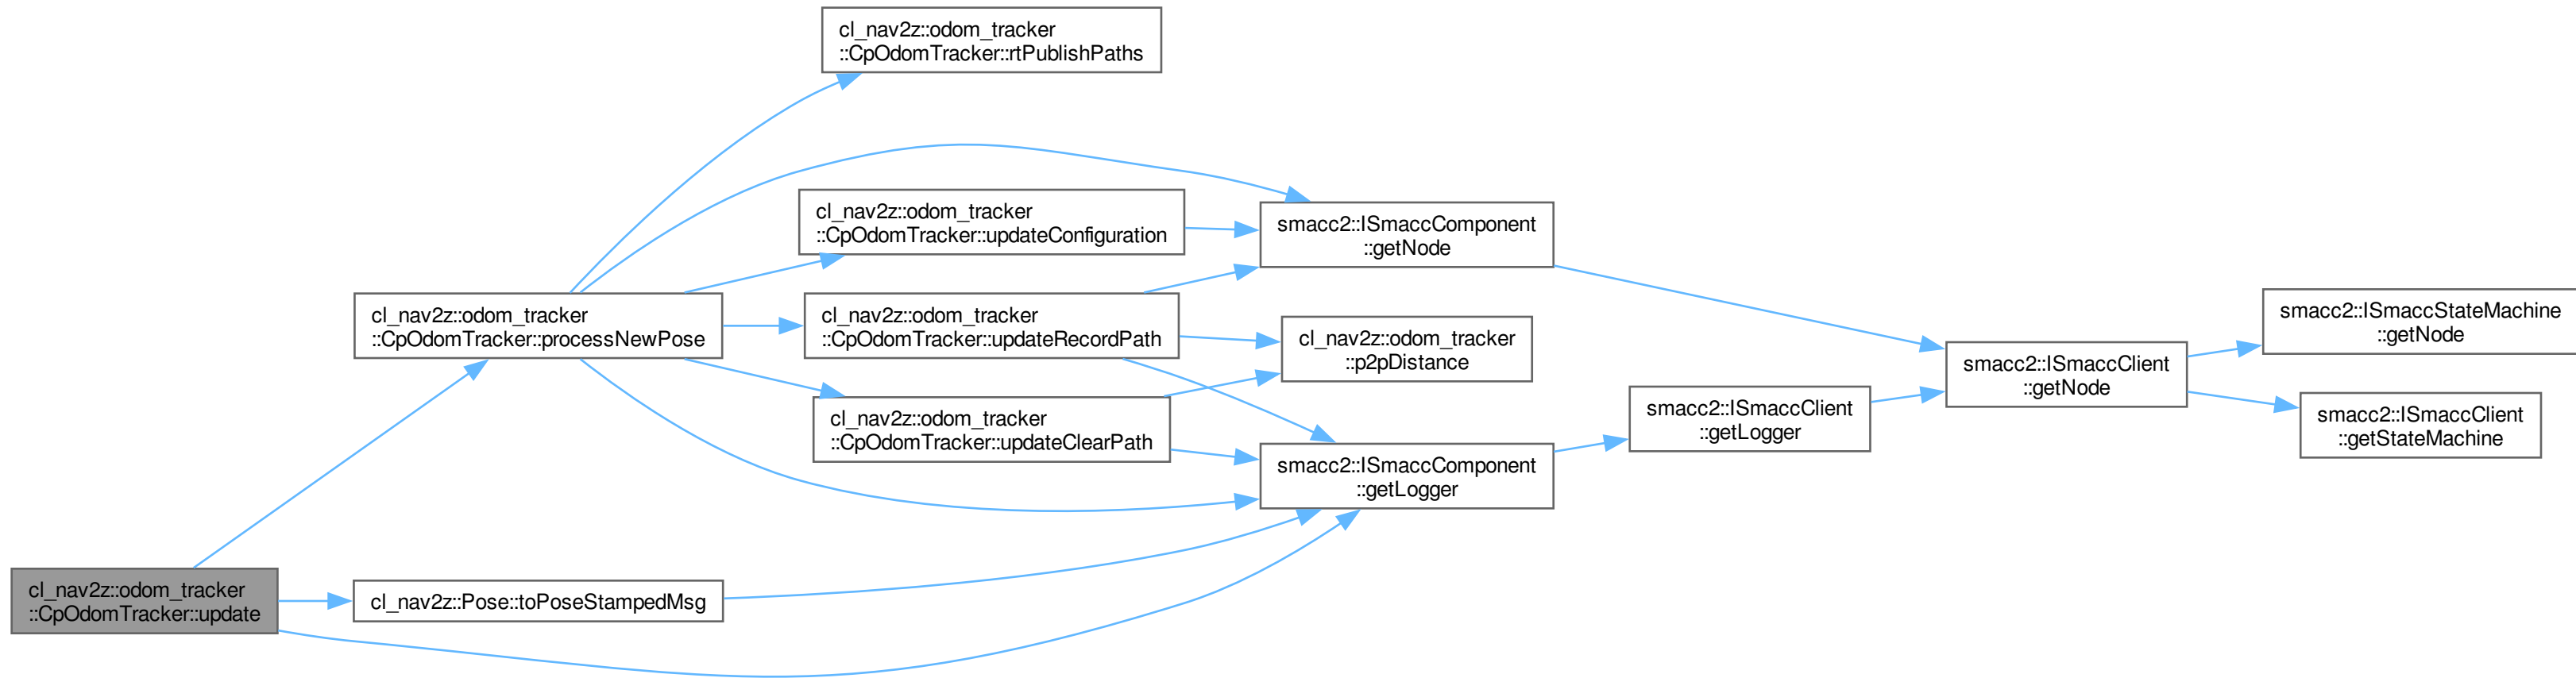 cl_nav2z::odom_tracker
::CpOdomTracker::rtPublishPaths
cl_nav2z::odom_tracker
::CpOdomTracker::updateConfiguration
smacc2::ISmaccComponent
::getNode
cl_nav2z::odom_tracker
::CpOdomTracker::processNewPose
cl_nav2z::odom_tracker
::CpOdomTracker::updateRecordPath
cl_nav2z::odom_tracker
::p2pDistance
smacc2::ISmaccStateMachine
::getNode
smacc2::ISmaccClient
::getNode
cl_nav2z::odom_tracker
::CpOdomTracker::updateClearPath
smacc2::ISmaccClient
::getLogger
smacc2::ISmaccClient
::getStateMachine
smacc2::ISmaccComponent
::getLogger
cl_nav2z::odom_tracker
::CpOdomTracker::update
cl_nav2z::Pose::toPoseStampedMsg